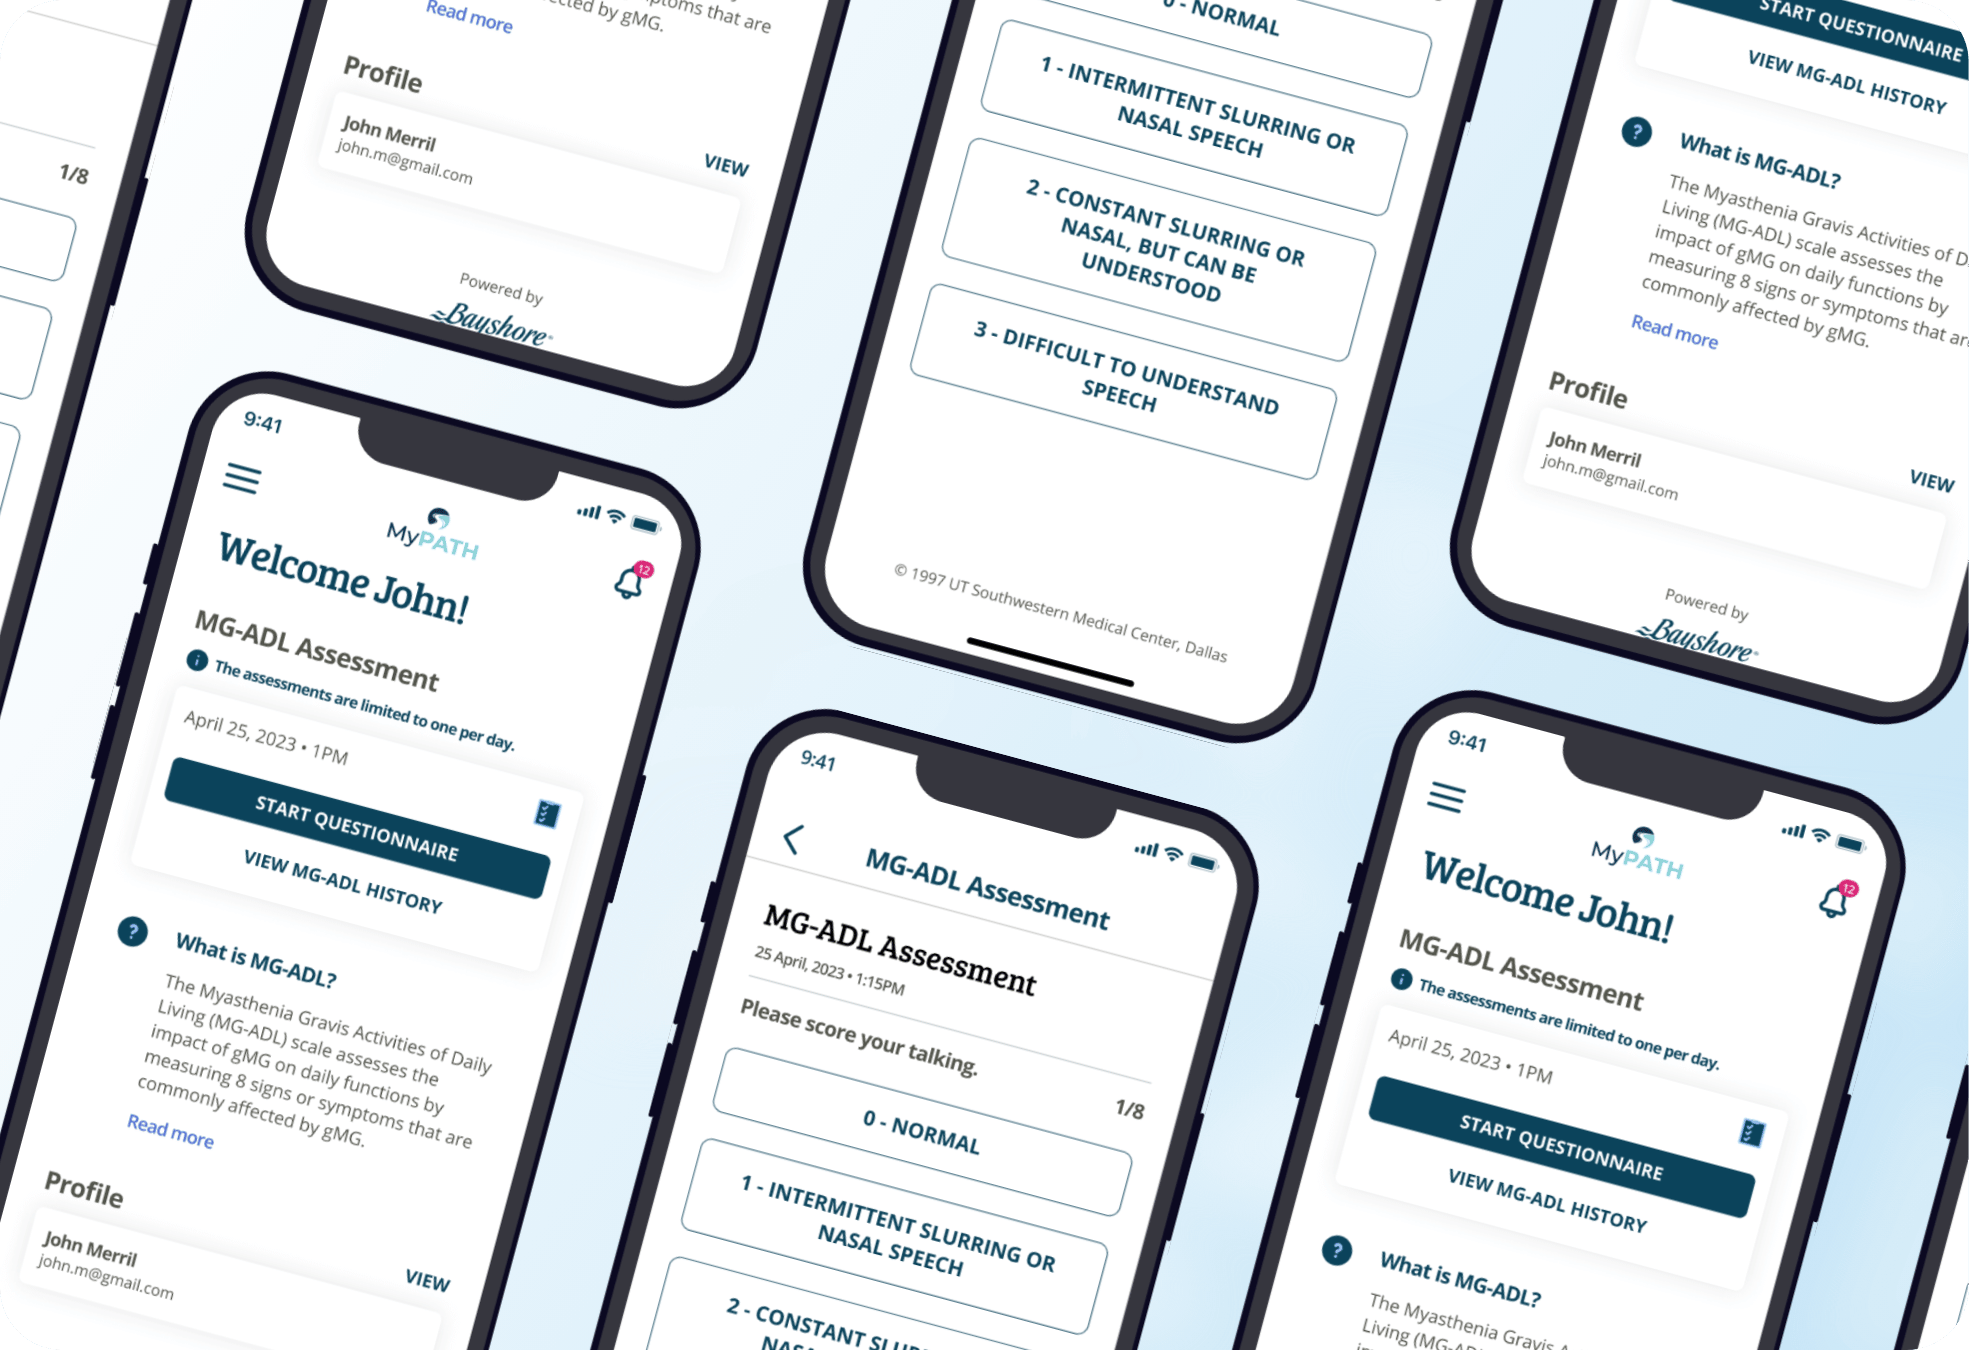 1/8
cted by gMG.
ptoms that are
Read more
Profile
John Merril
john.m@gmail.com
VIEW
Powered by
Bayshore
9:41
MyPATH
12
Welcome John!
MG-ADL Assessment
The assessments are limited to one per day.
April 25, 2023 • 1PM
START QUESTIONNAIRE
VIEW MG-ADL HISTORY
What is MG-ADL?
The Myasthenia Gravis Activities of Daily
Living (MG-ADL) scale assesses the
impact of gMG on daily functions by
measuring 8 signs or symptoms that are
commonly affected by gMG.
Read more
Profile
John Merril
john.m@gmail.com
VIEW
0 - NORMAL
1 - INTERMITTENT SLURRING OR
NASAL SPEECH
2 - CONSTANT SLURRING OR
NASAL, BUT CAN BE
UNDERSTOOD
3 - DIFFICULT TO UNDERSTAND
SPEECH
© 1997 UT Southwestern Medical Center, Dallas
9:41
MG-ADL Assessment
MG-ADL Assessment
25 April, 2023 • 1:15PM
Please score your talking.
1/8
0 - NORMAL
1 - INTERMITTENT SLURRING OR
NASAL SPEECH
2 - CONSTANT SLUR
START QUESTIONNAIRE
VIEW MG-ADL HISTORY
What is MG-ADL?
The Myasthenia Gravis Activities of D
Living (MG-ADL) scale assesses the
impact of gMG on daily functions by
measuring 8 signs or symptoms that ar
commonly affected by gMG.
Read more
Profile
John Merril
john.m@gmail.com
VIEW
Powered by
Bayshore
9:41
MyPATH
12
Welcome John!
MG-ADL Assessment
The assessments are limited to one per day.
April 25, 2023 • 1PM
START QUESTIONNAIRE
VIEW MG-ADL HISTORY
What is MG-ADL?
The Myasthenia Gravis A
Living (MG-AD